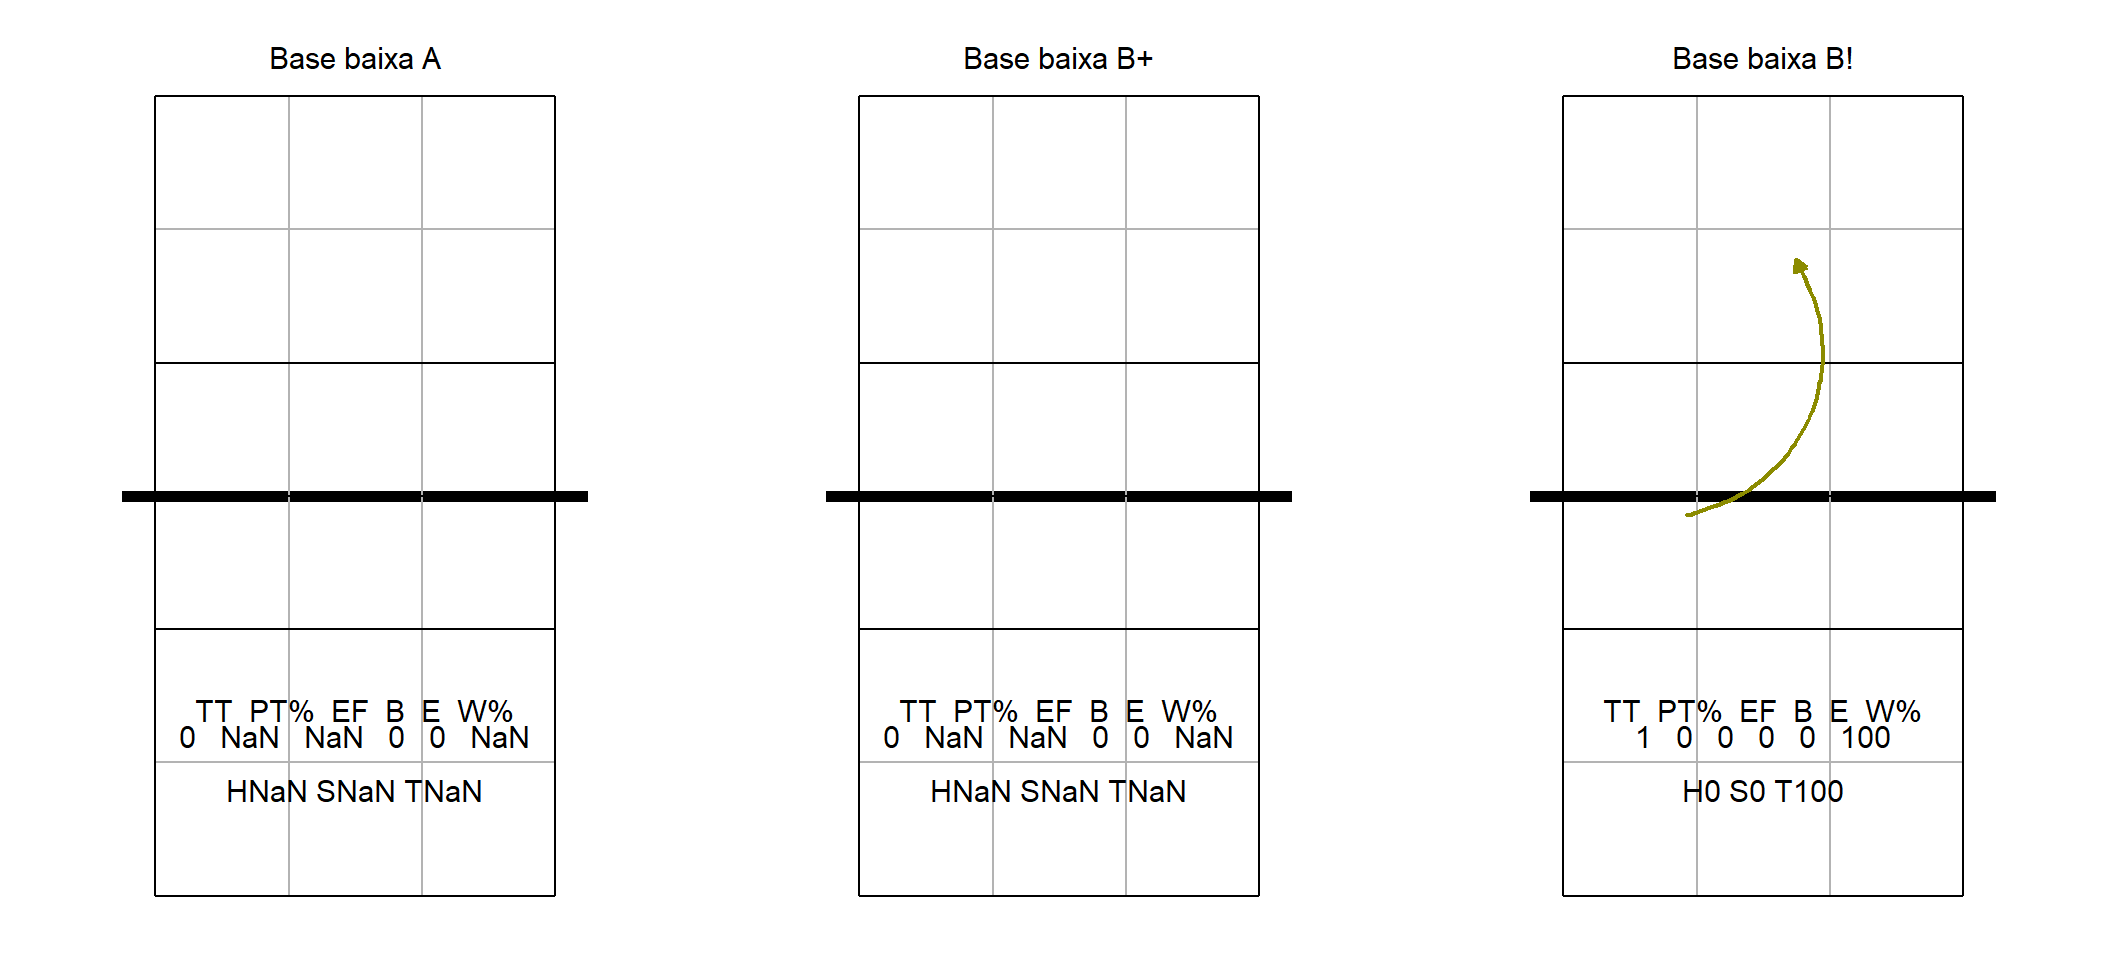 Base baixa A
TT PT% EF B E W%
0 NaN NaN 0 0 NaN
HNaN SNaN TNaN
Base baixa B+
TT PT% EF B E W%
0 NaN NaN 0 0 NaN
HNaN SNaN TNaN
Base baixa B!
TT PT% EF B E W%
1 0 0 0 0 100
H0 S0 T100